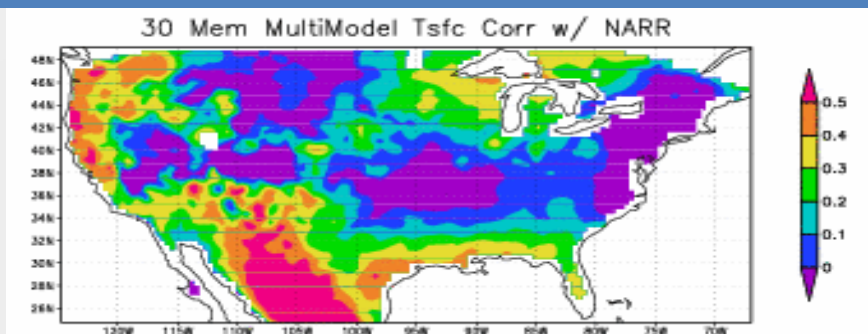 30 Mem MultiModel Tsfc Corr w/ NARR
48N
46N
44N
42N
40N
38N
36N
34N
32N
30N
28N
26N
120W 115W 110W 105W 100W 95W 90W 85W 80W 75W 70W
0.5
0.4
0.3
0.2
0.1
0